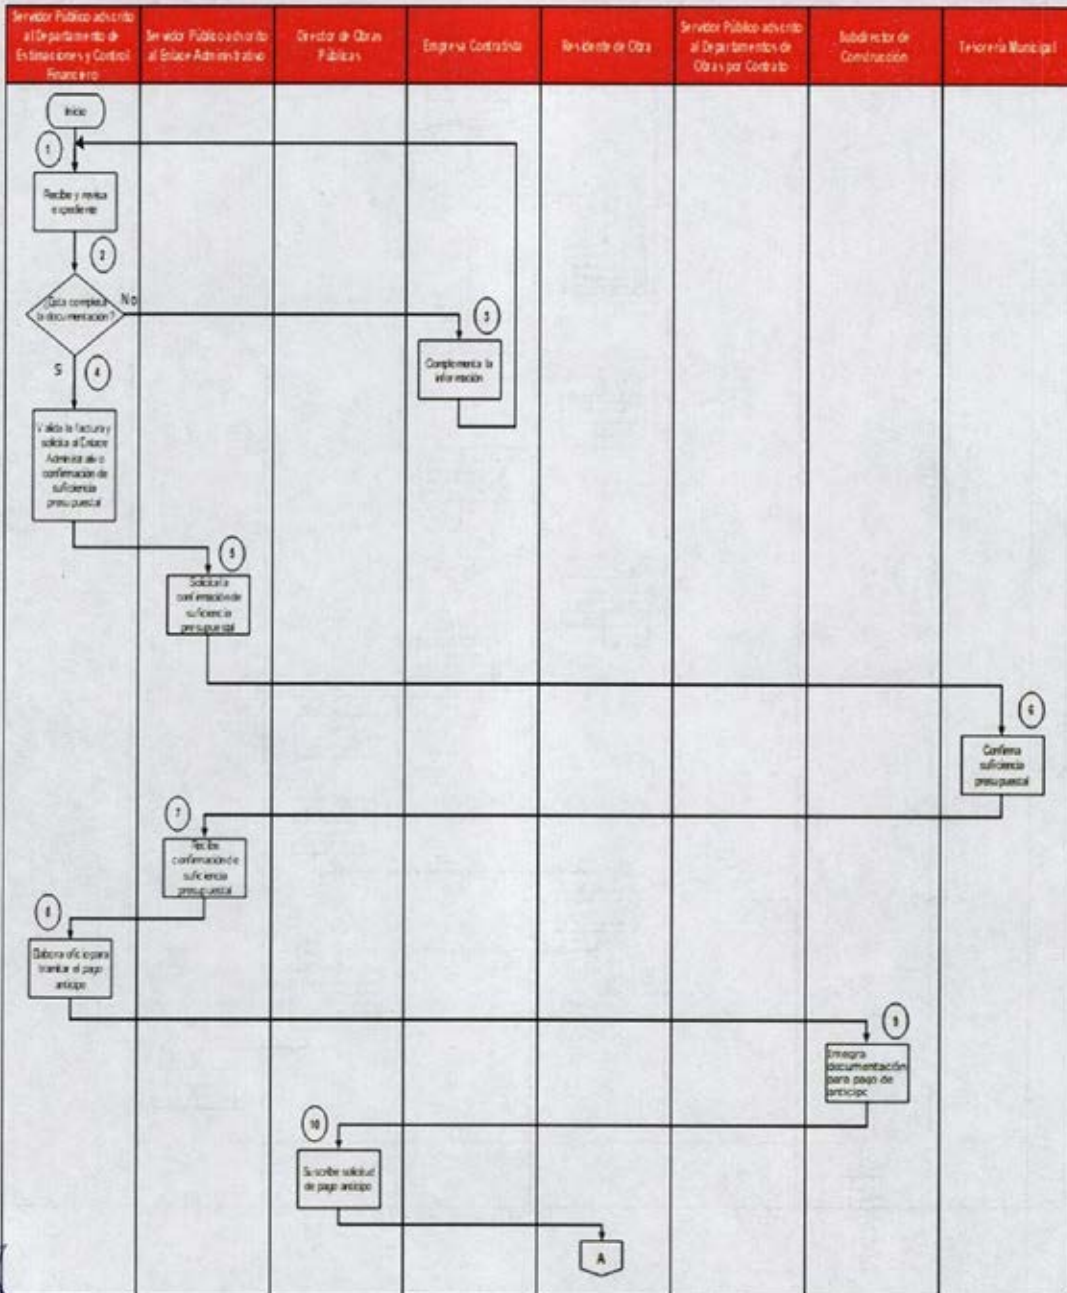 Servidor Público adscrito
al Departamento de
Estimaciones y Control
Financiero
Servidor Público adscrito
al Enlace Administrativo
Director de Obras
Públicas
Empresa Contratista
Residente de Obra
Servidor Público adscrito
al Departamentos de
Obras por Contrato
Subdirector de
Construcción
Tesorería Municipal
Inicio
1
Recibe y revisa
expediente
2
¿Esta completa
la documentación?
No
3
Complementa la
información
S
4
Valida la factura y
solicita al Enlace
Administrativo
confirmación de
suficiencia
presupuestal
5
Solicita la
confirmación de
suficiencia
presupuestal
6
Confirma
suficiencia
presupuestal
7
Recibe
confirmación de
suficiencia
presupuestal
8
Elabora oficio para
tramitar el pago
anticipo
9
Integra
documentación
para pago de
anticipo
10
Suscribe solicitud
de pago anticipo
A